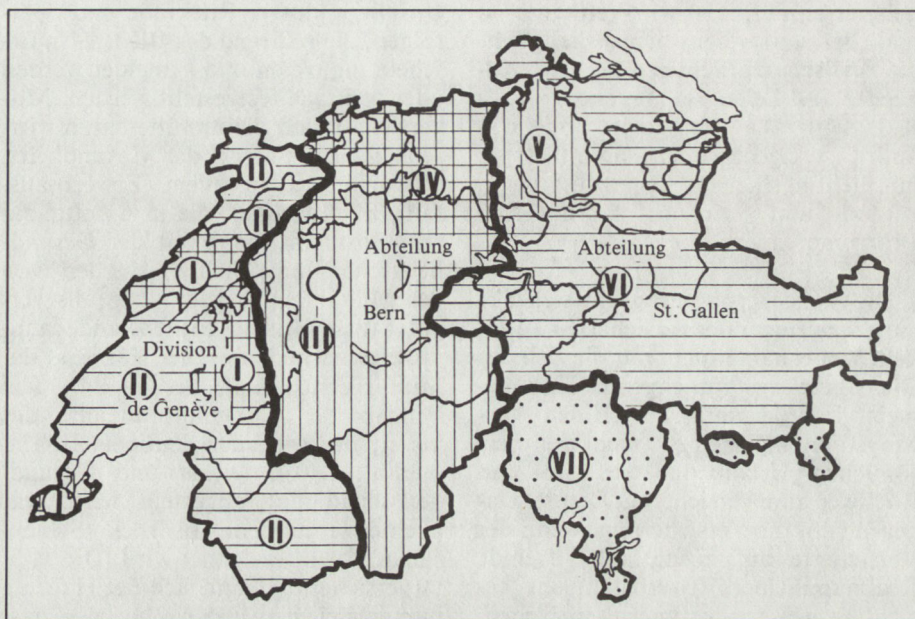 V
II
IV
II
Abteilung
Abteilung
I
VI
Bern
St. Gallen
III
Division
II
I
de Genève
VII
I
II